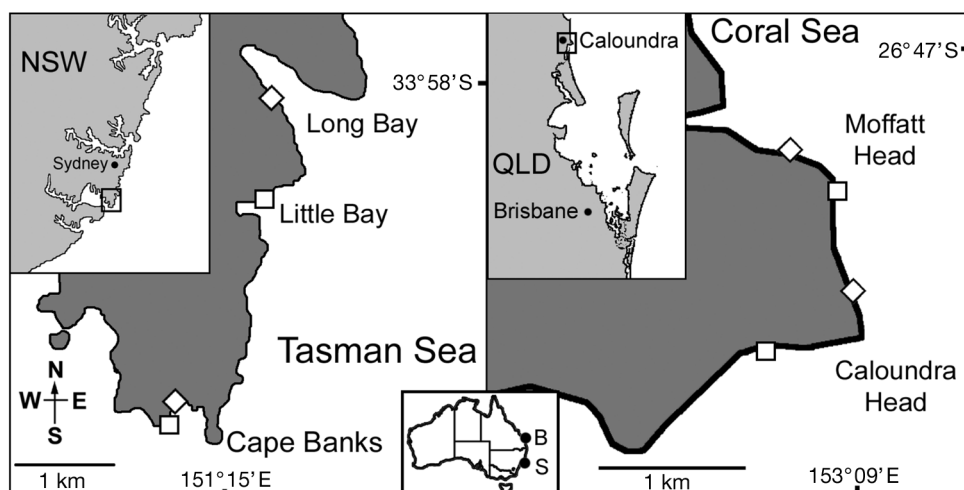 NSW
Sydney
33°58'S
Long Bay
Little Bay
Tasman Sea
N
W E
S
Cape Banks
1 km
151°15'E
Caloundra
QLD
Brisbane
Coral Sea
26°47'S
Moffatt
Head
Caloundra
Head
B
S
1 km
153°09'E